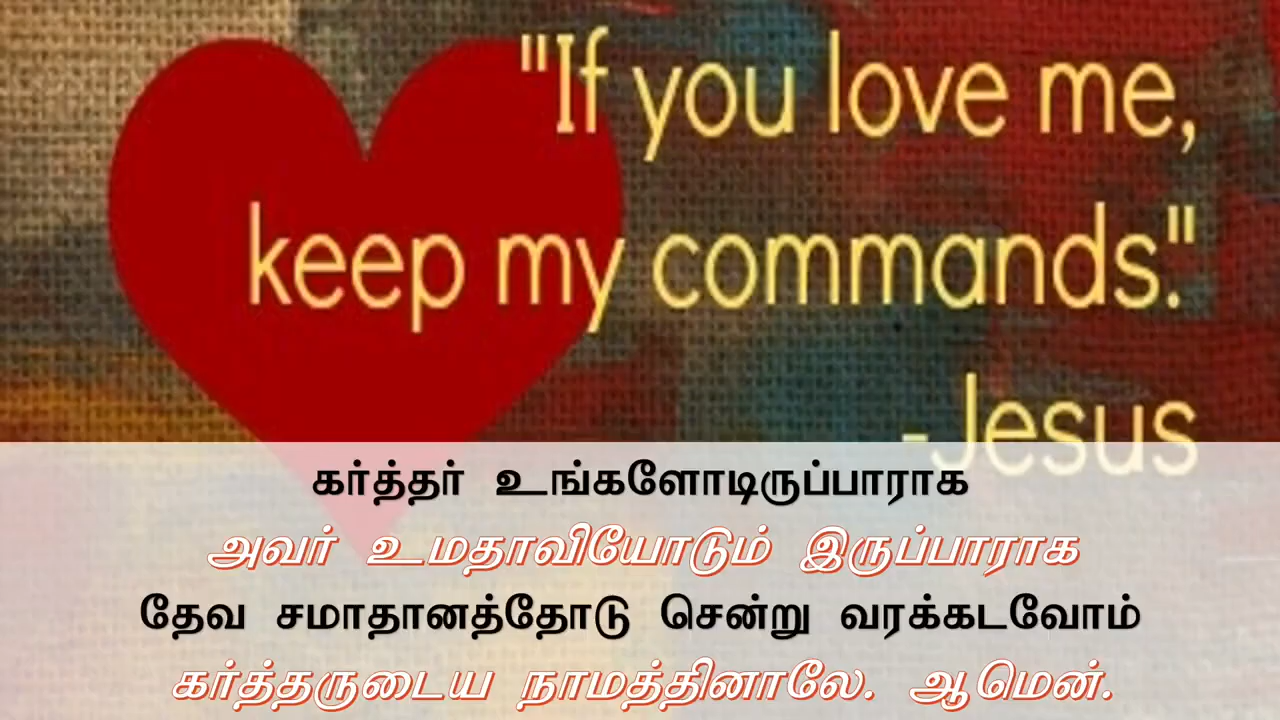 "If you love me,
keep my commands."
- Jesus
கர்த்தர் உங்களோடிருப்பாராக
அவர் உமதாவியோடும் இருப்பாராக
தேவ சமாதானத்தோடு சென்று வரக்கடவோம்
கர்த்தருடைய நாமத்தினாலே. ஆமென்.